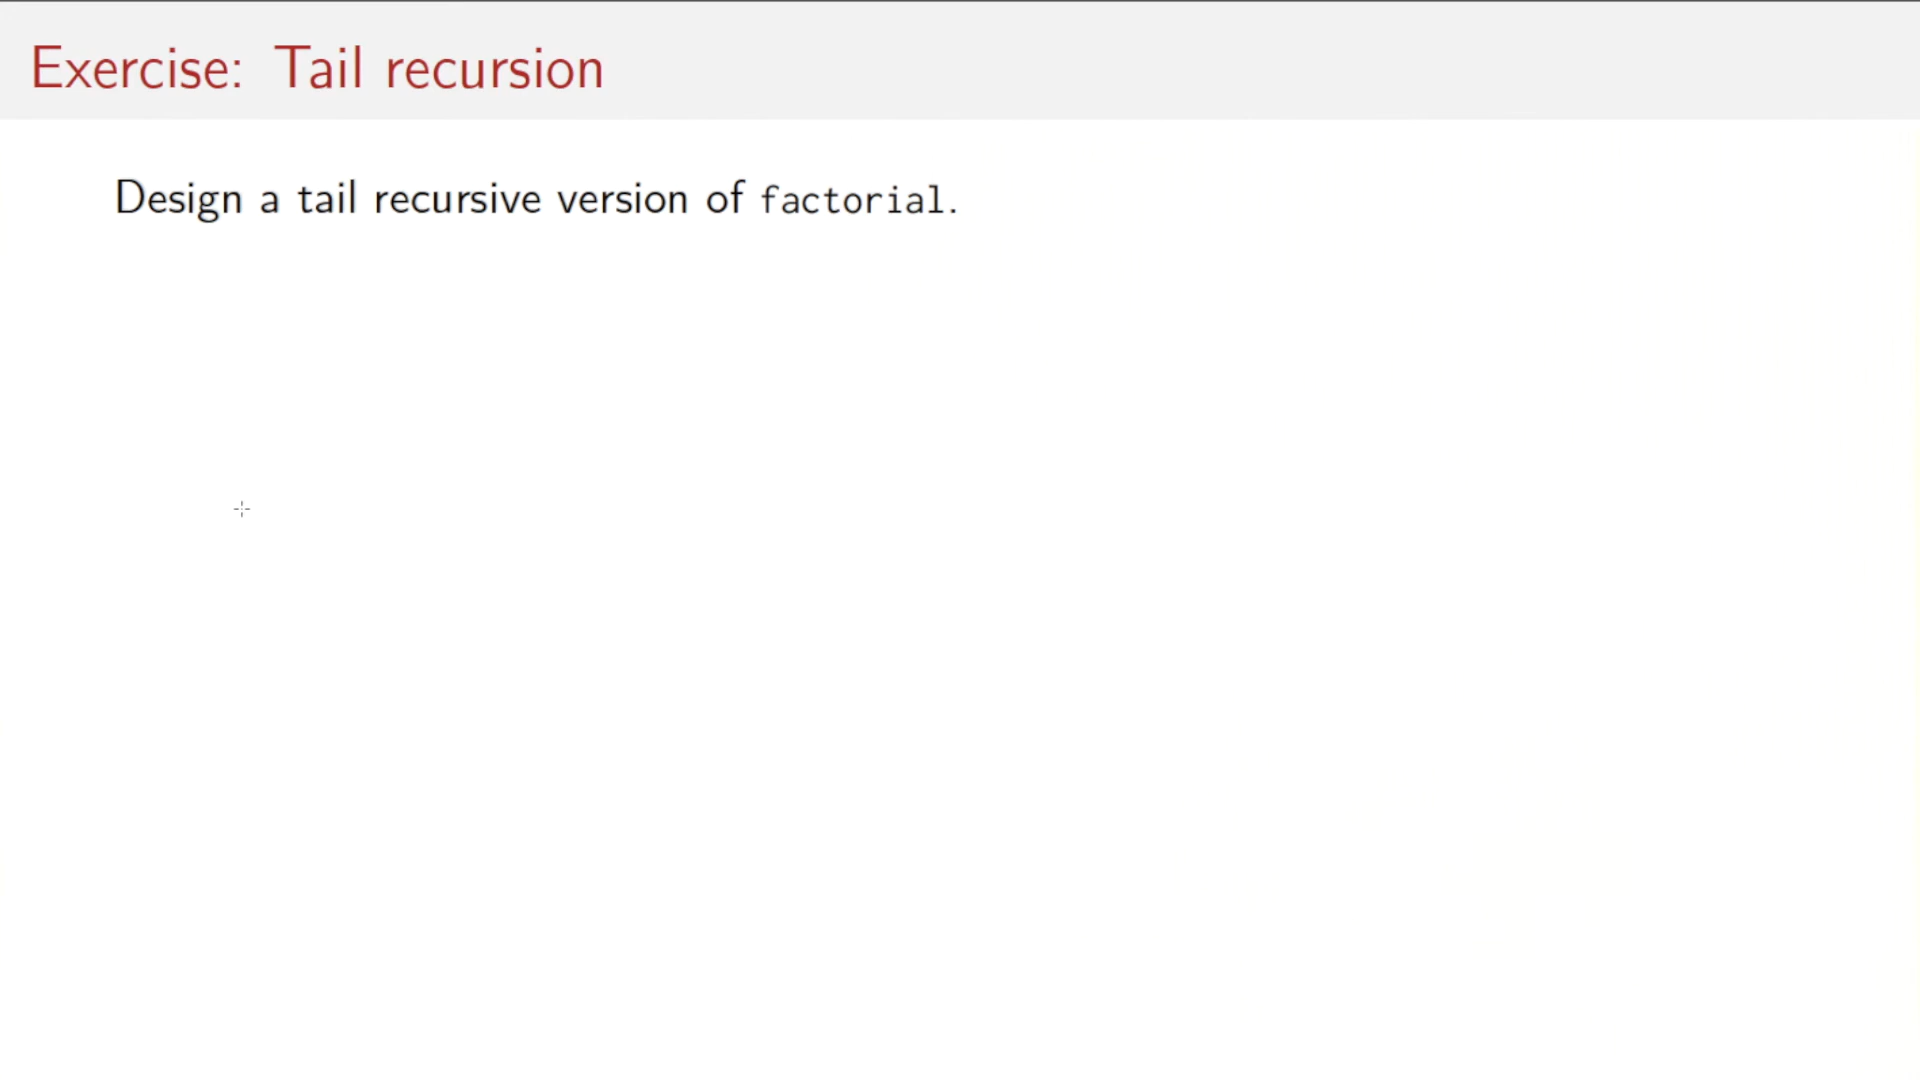 Exercise: Tail recursion
Design a tail recursive version of factorial.